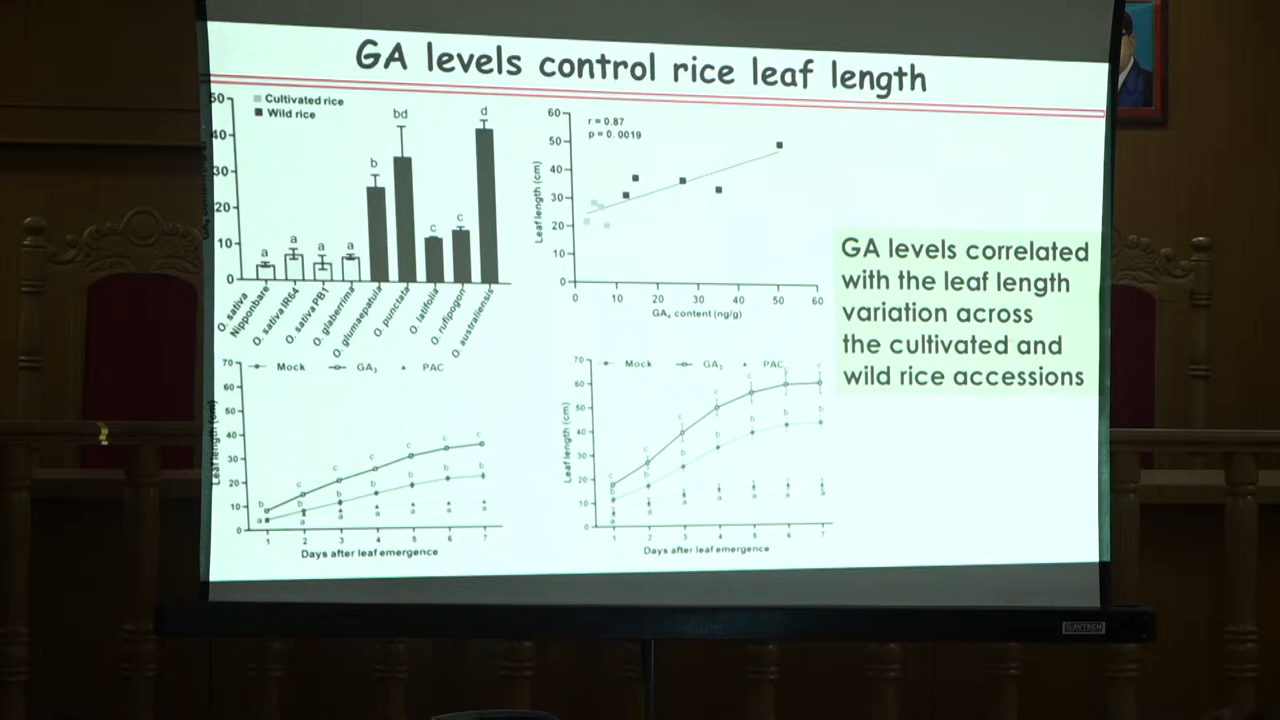 GA levels control rice leaf length
Cultivated rice
Wild rice
50
40
30
20
10
0
a
a
a
a
b
bd
c
c
d
O. sativa
Nipponbare
O. sativa IR64
O. sativa PB1
O. glaberrima
O. glumaepatula
O. punctata
O. latifolia
O. rufipogon
O. australiensis
r = 0.87
p = 0.0019
Leaf length (cm)
60
50
40
30
20
10
0
0 10 20 30 40 50 60
GA₄ content (ng/g)
GA levels correlated
with the leaf length
variation across
the cultivated and
wild rice accessions
Mock GA₃ PAC
Leaf length (cm)
70
60
50
40
30
20
10
0
1 2 3 4 5 6 7
Days after leaf emergence
Mock GA₃ PAC
Leaf length (cm)
70
60
50
40
30
20
10
0
1 2 3 4 5 6 7
Days after leaf emergence